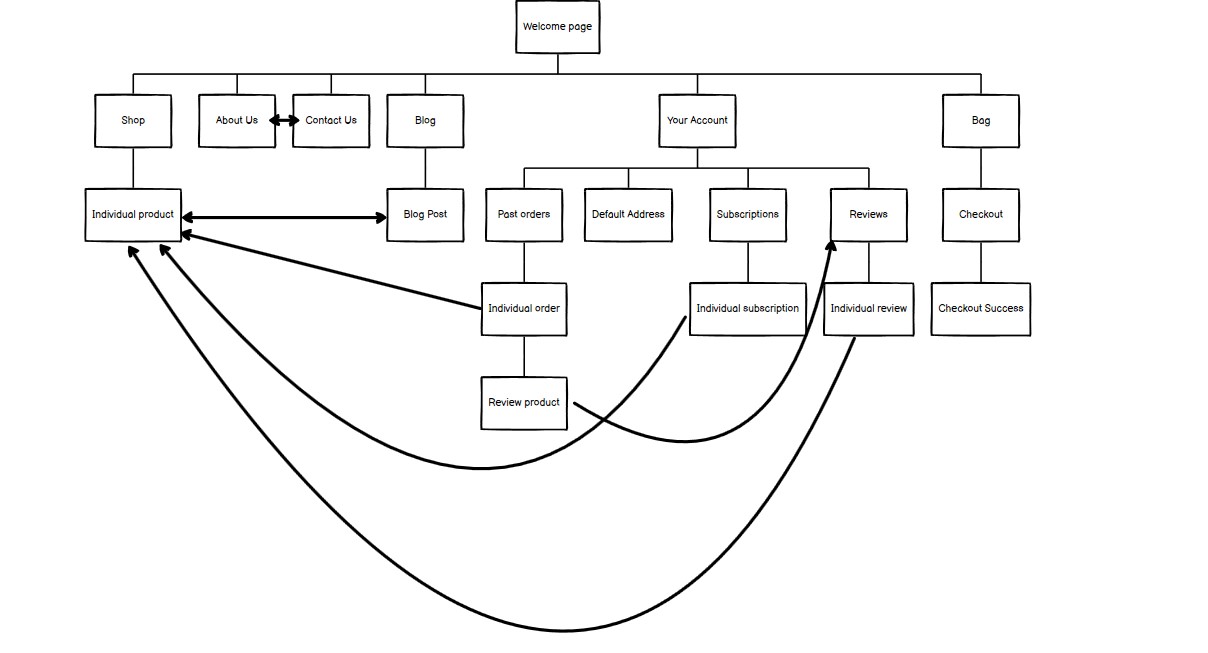 Welcome page
Shop
About Us
Contact Us
Blog
Your Account
Bag
Individual product
Blog Post
Past orders
Default Address
Subscriptions
Reviews
Checkout
Individual order
Individual subscription
Individual review
Checkout Success
Review product